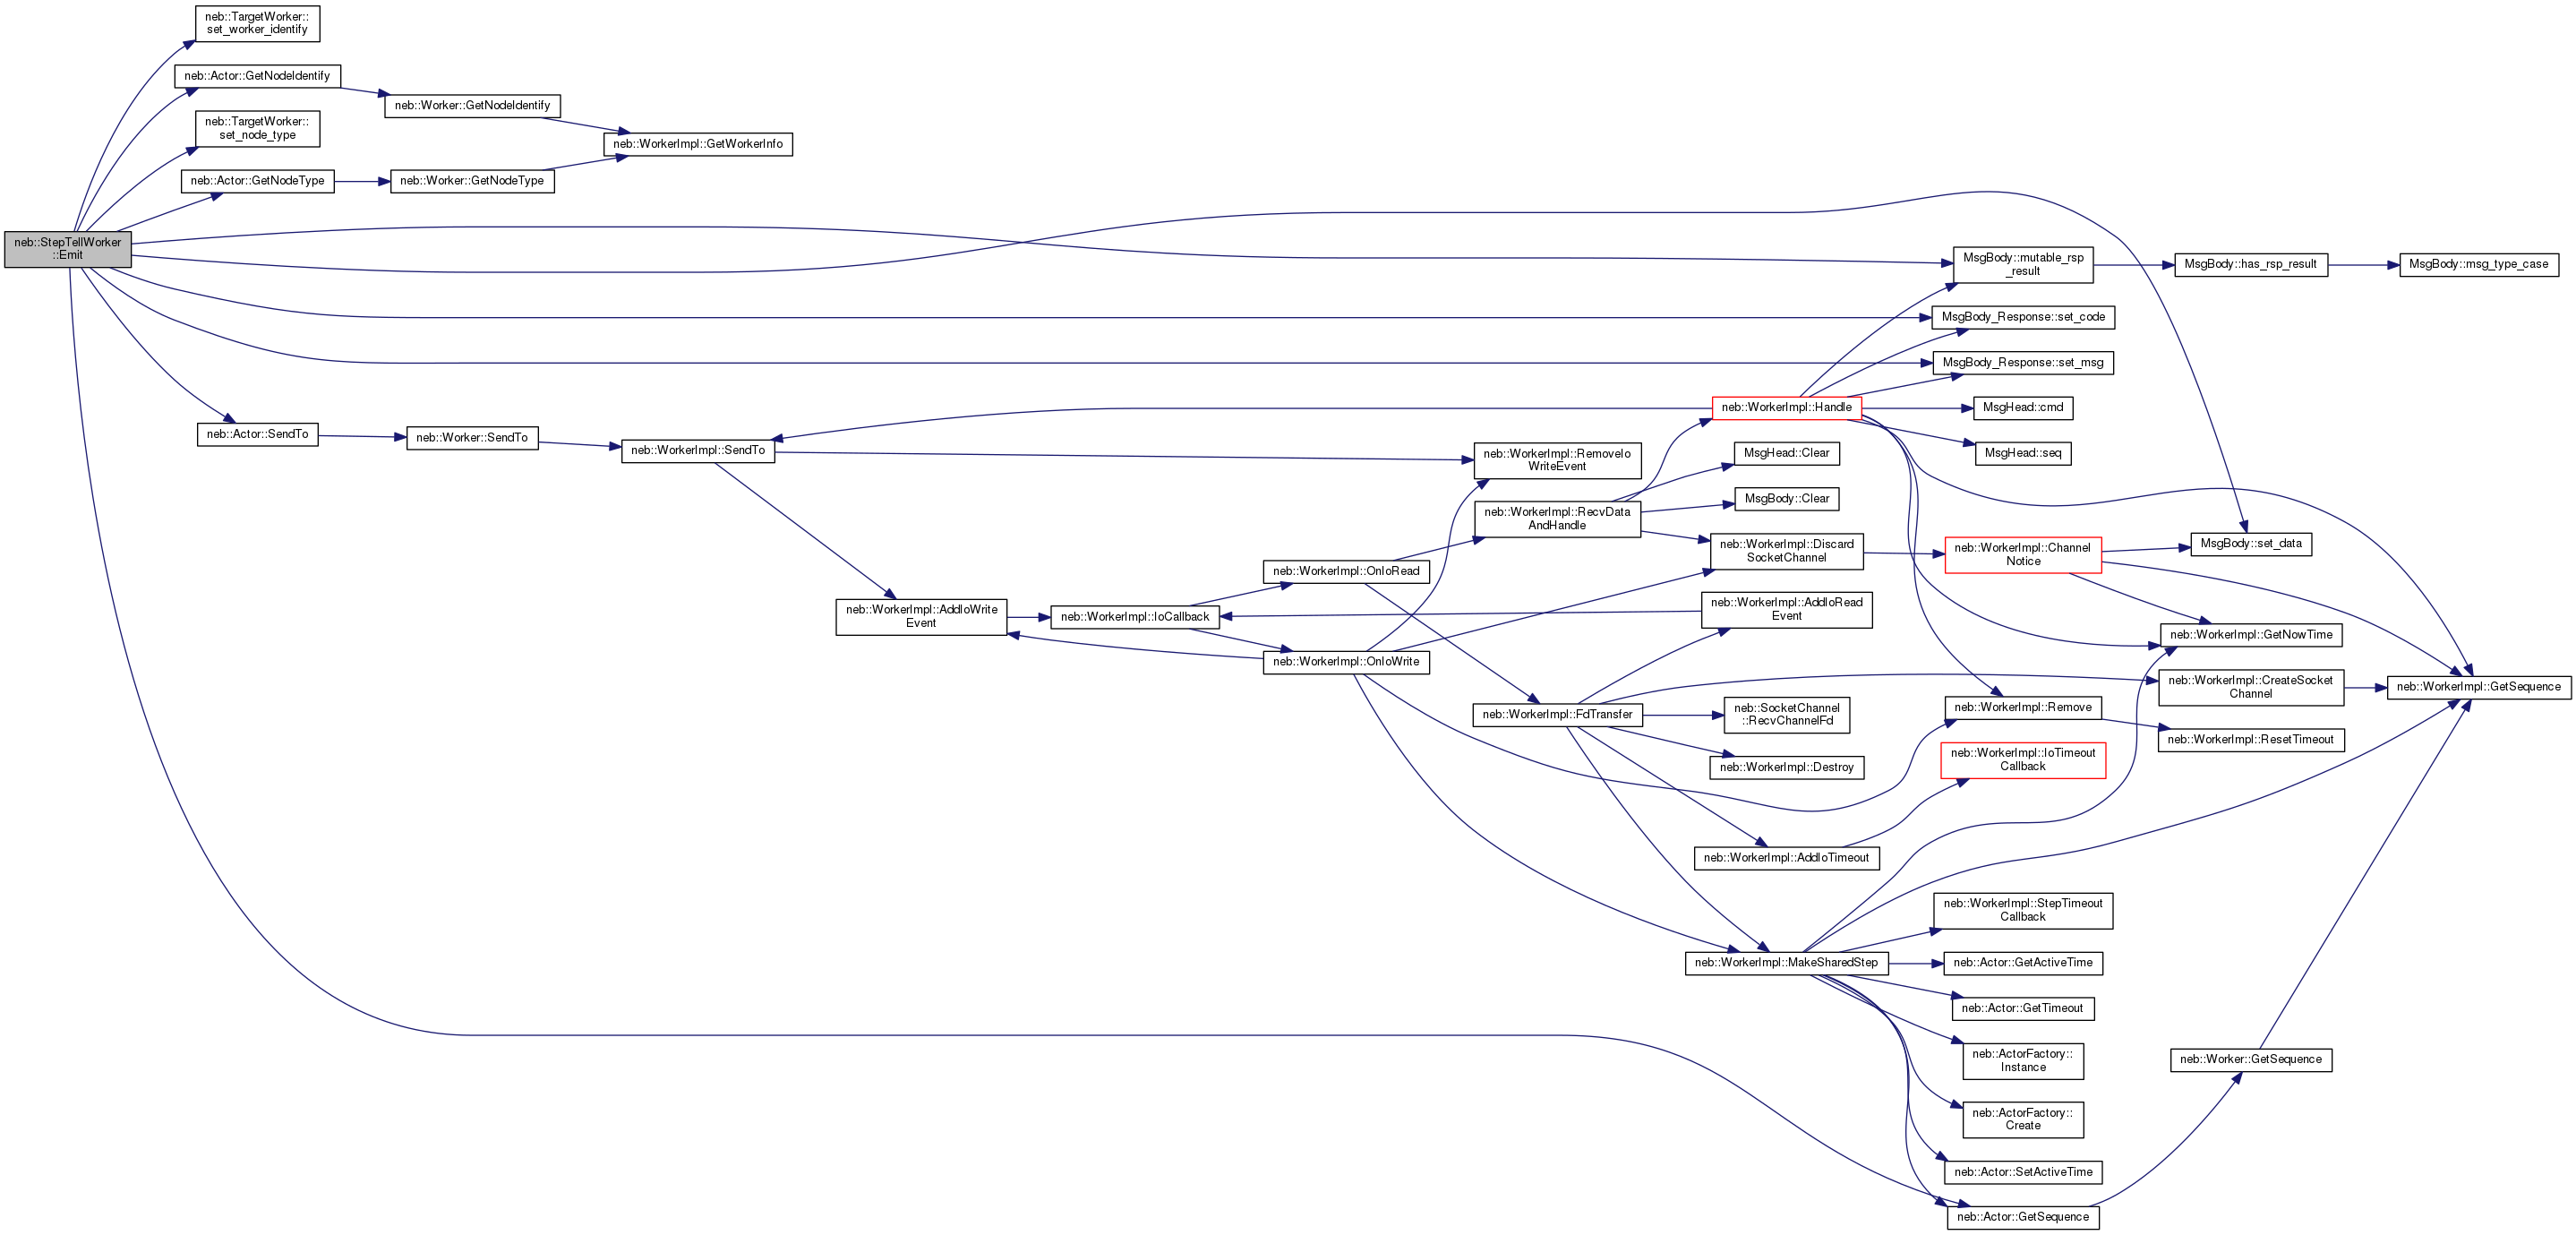 neb::TargetWorker::
set_worker_identify
neb::Actor::GetNodeIdentify
neb::Worker::GetNodeIdentify
neb::TargetWorker::
set_node_type
neb::WorkerImpl::GetWorkerInfo
neb::Actor::GetNodeType
neb::Worker::GetNodeType
neb::StepTellWorker
::Emit
MsgBody::mutable_rsp
_result
MsgBody::has_rsp_result
MsgBody::msg_type_case
MsgBody_Response::set_code
MsgBody_Response::set_msg
neb::WorkerImpl::Handle
MsgHead::cmd
neb::Actor::SendTo
neb::Worker::SendTo
neb::WorkerImpl::SendTo
neb::WorkerImpl::RemoveIo
WriteEvent
MsgHead::Clear
MsgHead::seq
MsgBody::Clear
neb::WorkerImpl::RecvData
AndHandle
neb::WorkerImpl::Discard
SocketChannel
neb::WorkerImpl::Channel
Notice
MsgBody::set_data
neb::WorkerImpl::OnIoRead
neb::WorkerImpl::AddIoWrite
Event
neb::WorkerImpl::IoCallback
neb::WorkerImpl::AddIoRead
Event
neb::WorkerImpl::GetNowTime
neb::WorkerImpl::OnIoWrite
neb::WorkerImpl::CreateSocket
Channel
neb::WorkerImpl::GetSequence
neb::WorkerImpl::FdTransfer
neb::SocketChannel
::RecvChannelFd
neb::WorkerImpl::Remove
neb::WorkerImpl::ResetTimeout
neb::WorkerImpl::Destroy
neb::WorkerImpl::IoTimeout
Callback
neb::WorkerImpl::AddIoTimeout
neb::WorkerImpl::StepTimeout
Callback
neb::WorkerImpl::MakeSharedStep
neb::Actor::GetActiveTime
neb::Actor::GetTimeout
neb::ActorFactory::
Instance
neb::Worker::GetSequence
neb::ActorFactory::
Create
neb::Actor::SetActiveTime
neb::Actor::GetSequence